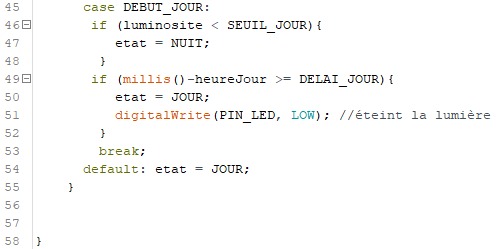 45 case DEBUT_JOUR:
46 if (luminosite < SEUIL_JOUR){
47 etat = NUIT;
48 }
49 if (millis()-heureJour >= DELAI_JOUR){
50 etat = JOUR;
51 digitalWrite(PIN_LED, LOW); //éteint la lumière
52 }
53 break;
54 default: etat = JOUR;
55 }
56
57
58 }